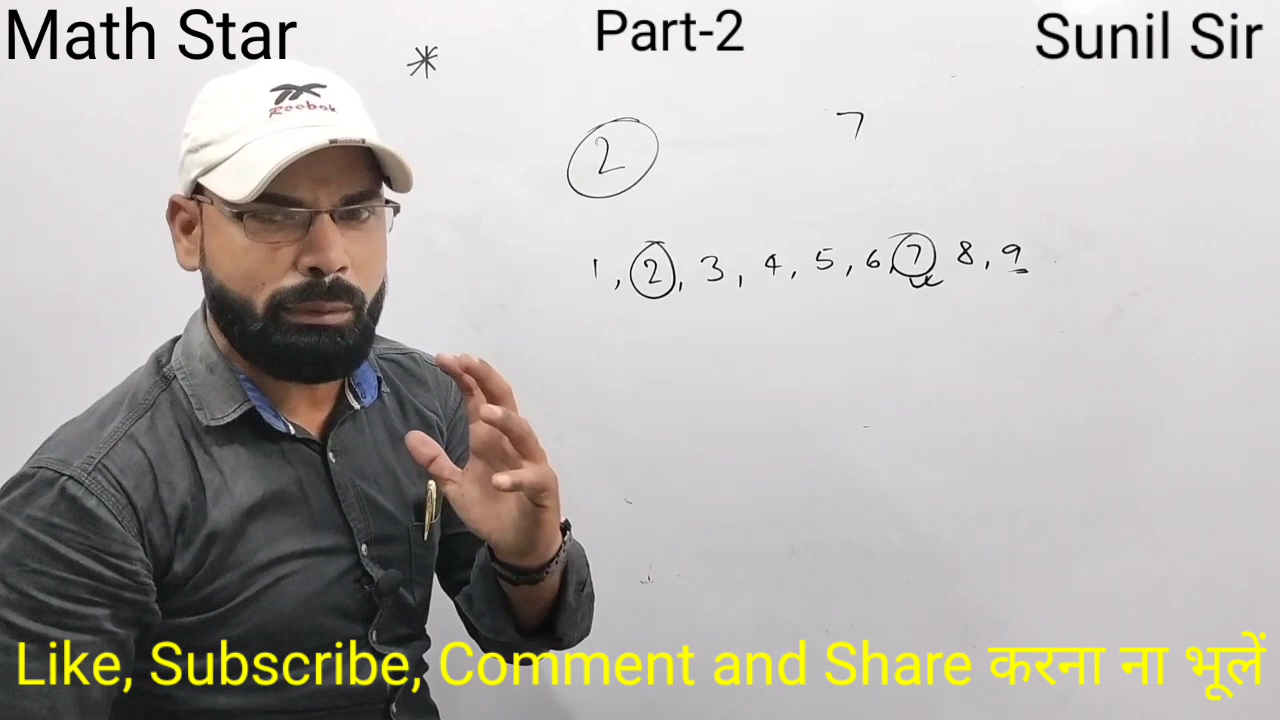 Math Star
Part-2
Sunil Sir
Reebok
*
2
7
1, 2, 3, 4, 5, 6, 7 8, 9
Like, Subscribe, Comment and Share करना ना भूलें